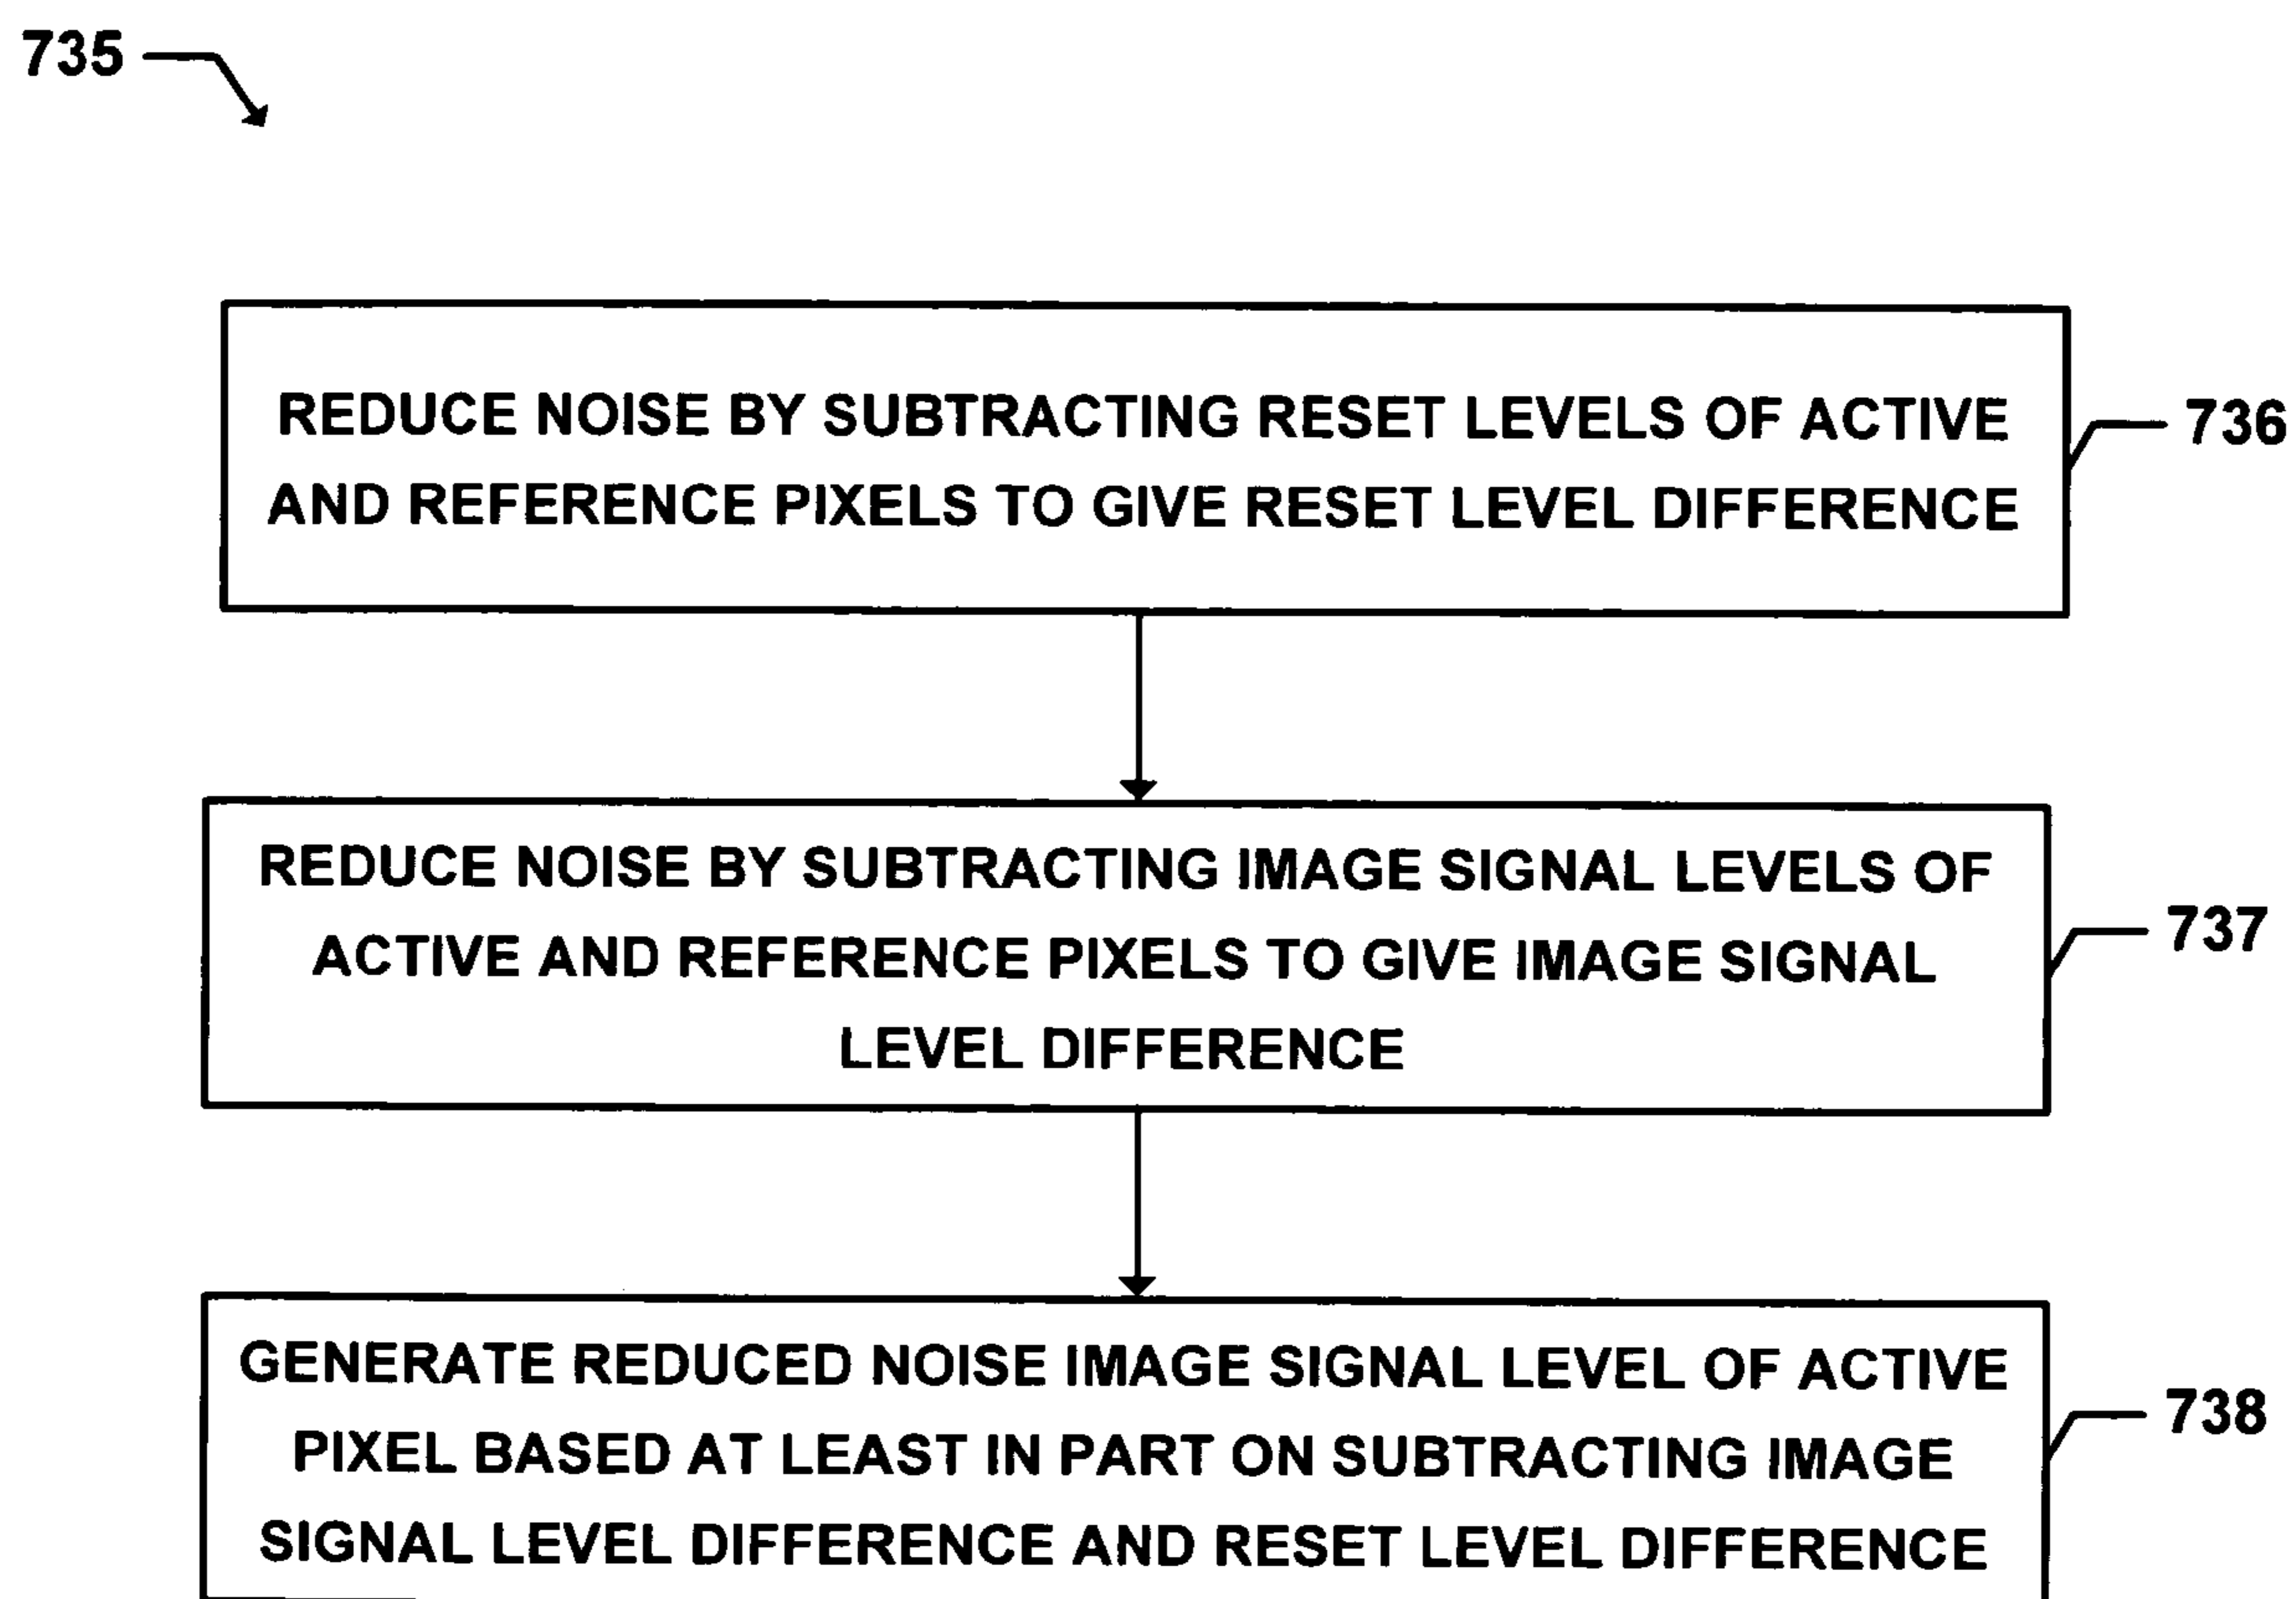 735
REDUCE NOISE BY SUBTRACTING RESET LEVELS OF ACTIVE
AND REFERENCE PIXELS TO GIVE RESET LEVEL DIFFERENCE
736
REDUCE NOISE BY SUBTRACTING IMAGE SIGNAL LEVELS OF
ACTIVE AND REFERENCE PIXELS TO GIVE IMAGE SIGNAL
LEVEL DIFFERENCE
737
GENERATE REDUCED NOISE IMAGE SIGNAL LEVEL OF ACTIVE
PIXEL BASED AT LEAST IN PART ON SUBTRACTING IMAGE
SIGNAL LEVEL DIFFERENCE AND RESET LEVEL DIFFERENCE
738